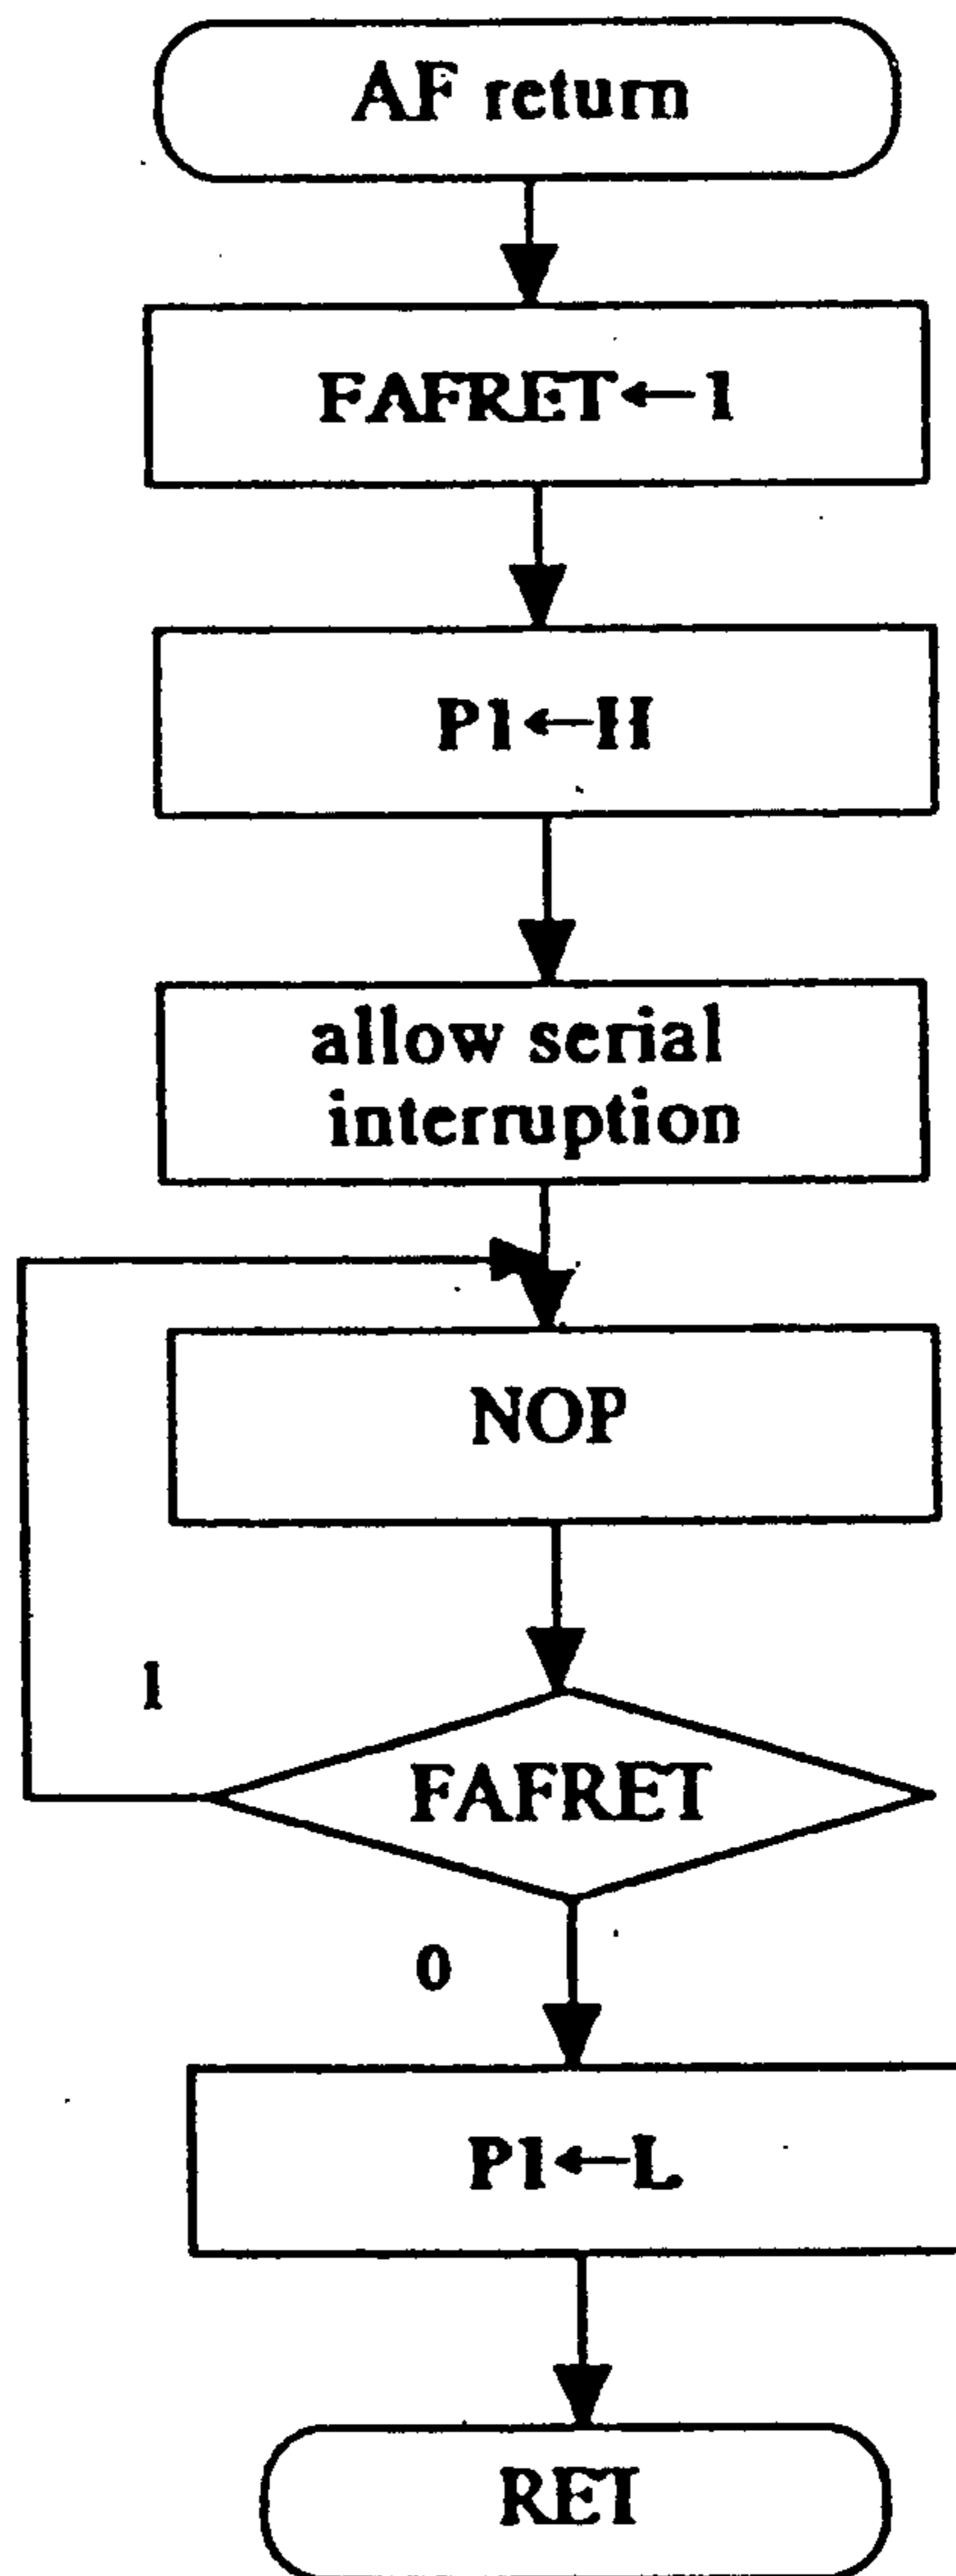 AF return
FAFRET←1
P1←H
allow serial
interruption
NOP
1
FAFRET
0
P1←L
RET